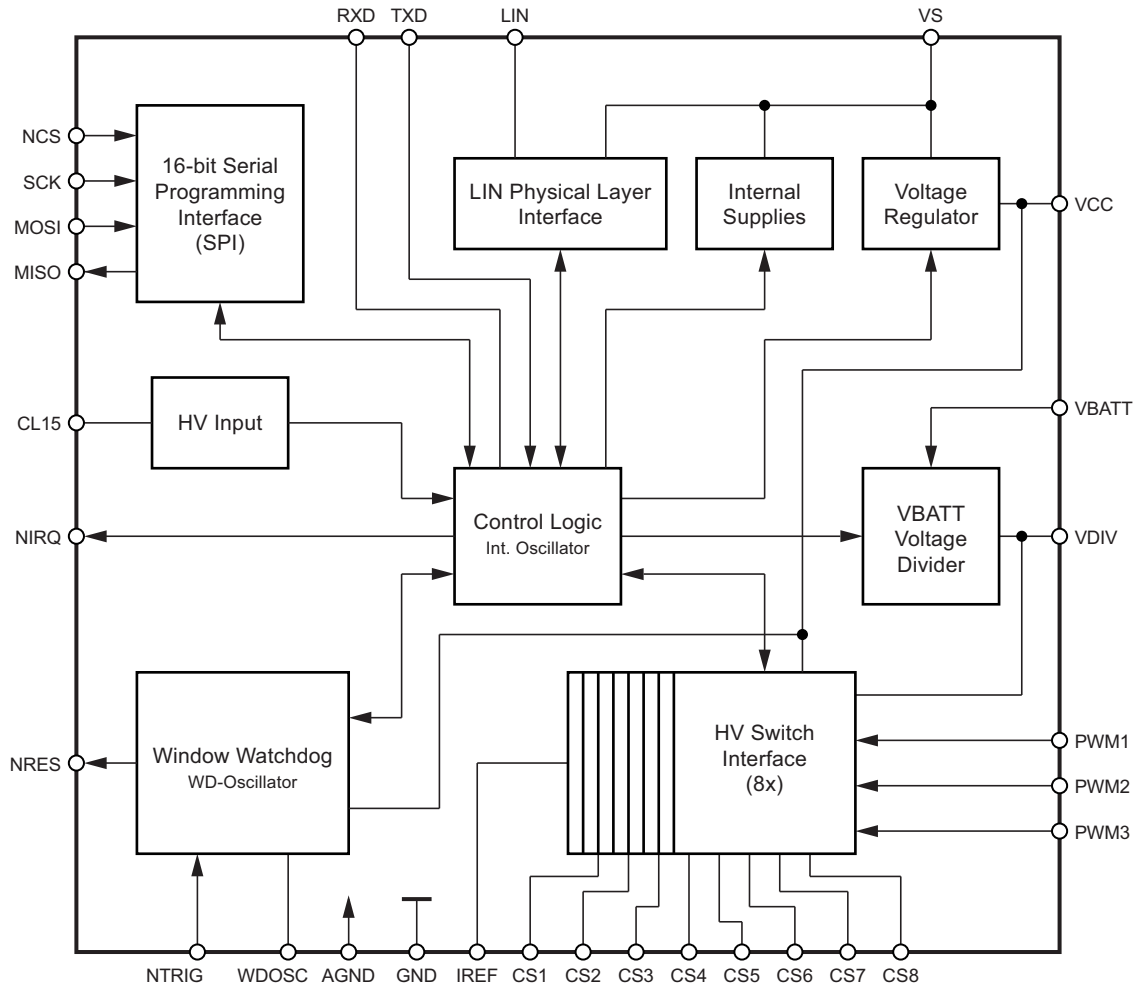 RXD TXD LIN VS
NCS
SCK
MOSI
MISO
16-bit Serial
Programming
Interface
(SPI)
LIN Physical Layer
Interface
Internal
Supplies
Voltage
Regulator
VCC
CL15
HV Input
VBATT
NIRQ
Control Logic
Int. Oscillator
VBATT
Voltage
Divider
VDIV
NRES
Window Watchdog
WD-Oscillator
HV Switch
Interface
(8x)
PWM1
PWM2
PWM3
NTRIG WDOSC AGND GND IREF CS1 CS2 CS3 CS4 CS5 CS6 CS7 CS8